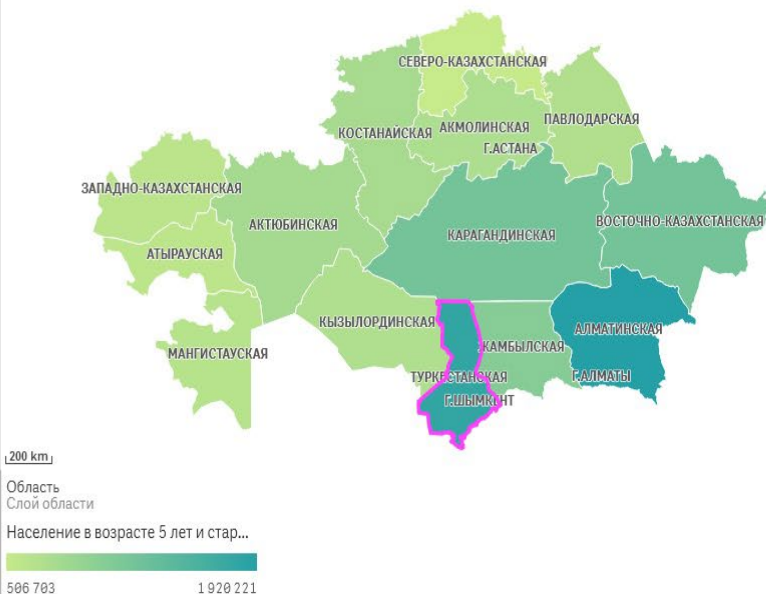 СЕВЕРО-КАЗАХСТАНСКАЯ
ПАВЛОДАРСКАЯ
КОСТАНАЙСКАЯ
АКМОЛИНСКАЯ
Г.АСТАНА
ЗАПАДНО-КАЗАХСТАНСКАЯ
ВОСТОЧНО-КАЗАХСТАНСКАЯ
АКТЮБИНСКАЯ
КАРАГАНДИНСКАЯ
АТЫРАУСКАЯ
КЫЗЫЛОРДИНСКАЯ
АЛМАТИНСКАЯ
КАМБЫЛСКАЯ
МАНГИСТАУСКАЯ
ТУРКЕСТАНСКАЯ
Г.АЛМАТЫ
Г.ШЫМКЕНТ
200 km
Область
Слой области
Население в возрасте 5 лет и стар...
506 703
1 920 221